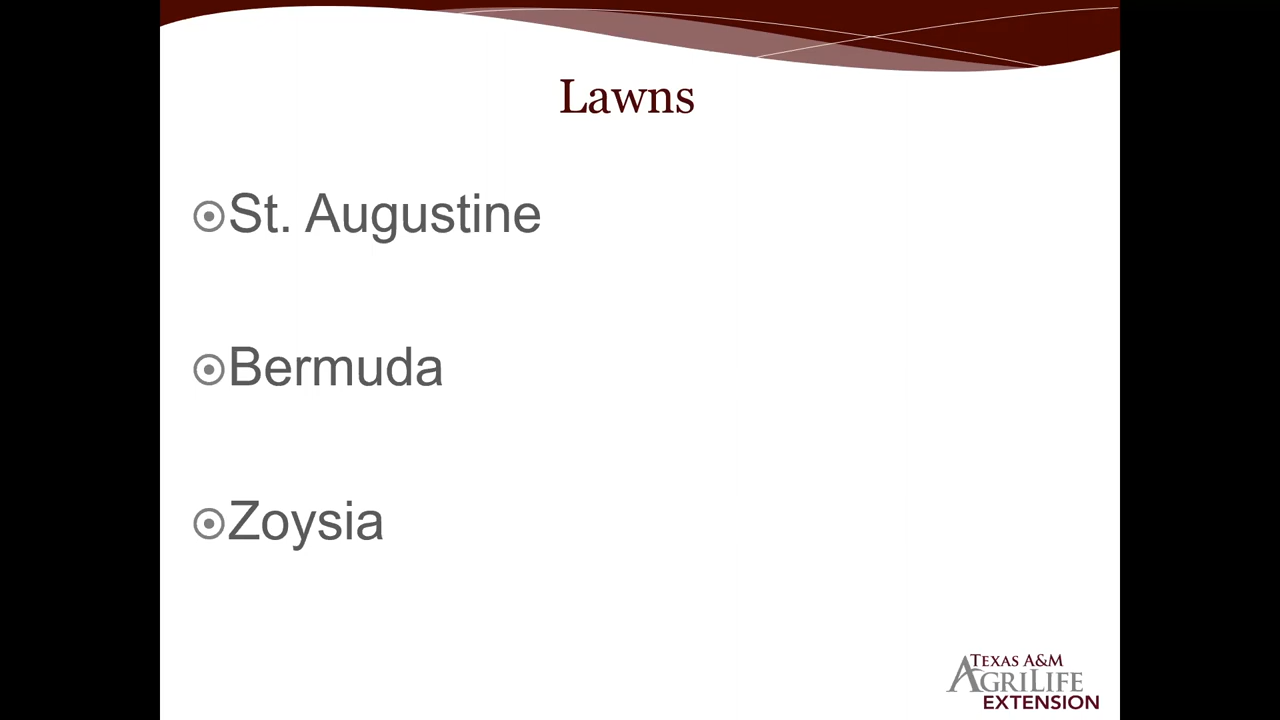 Lawns
St. Augustine
Bermuda
Zoysia
TEXAS A&M
AGRILIFE
EXTENSION